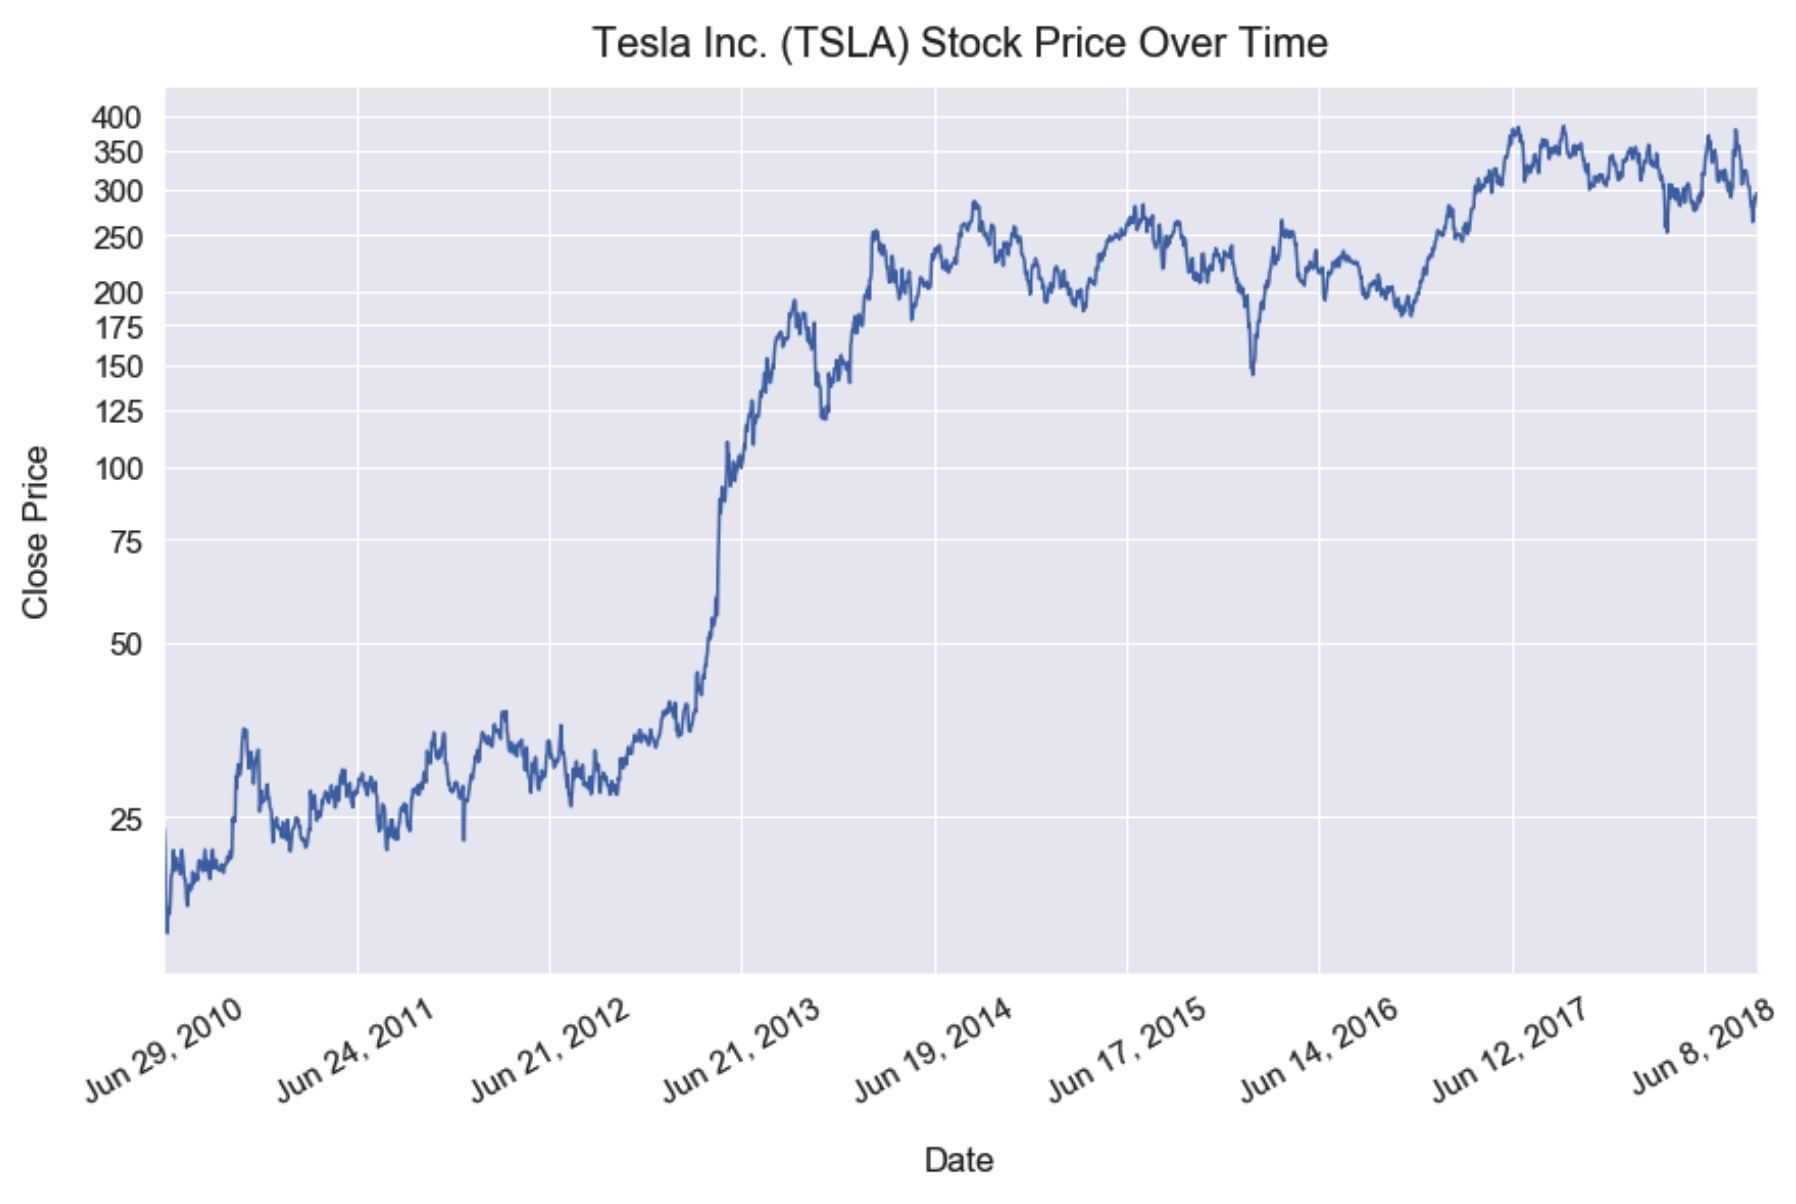 Tesla Inc. (TSLA) Stock Price Over Time
400
350
300
250
200
175
150
125
100
75
50
25
Close Price
Jun 29, 2010
Jun 24, 2011
Jun 21, 2012
Jun 21, 2013
Jun 19, 2014
Jun 17, 2015
Jun 14, 2016
Jun 12, 2017
Jun 8, 2018
Date